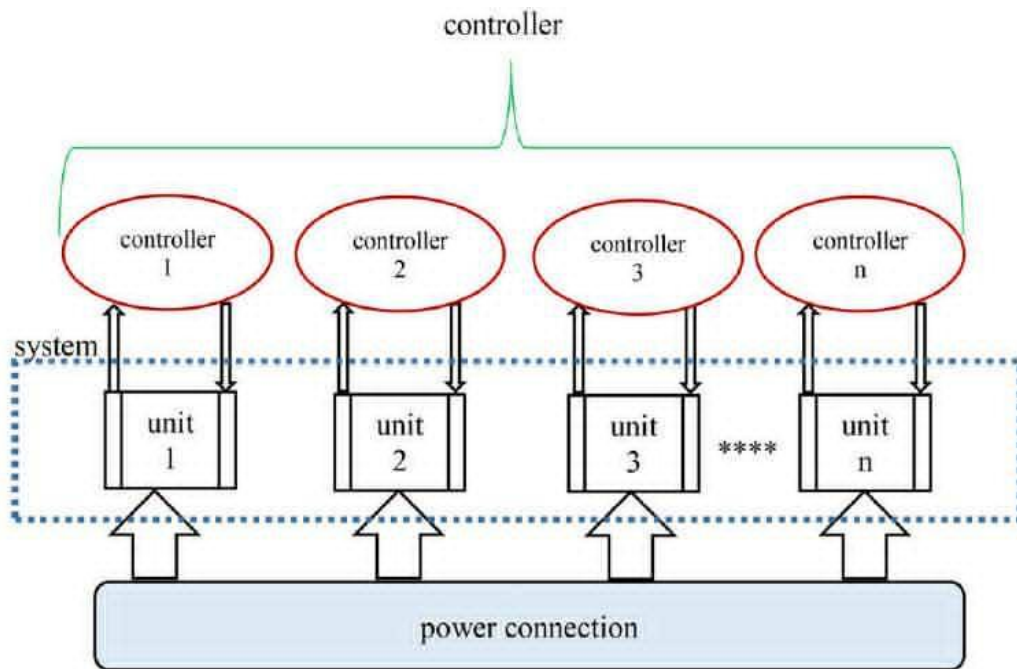 controller
controller
1
controller
2
controller
3
controller
n
system
unit
1
unit
2
unit
3
****
unit
n
power connection